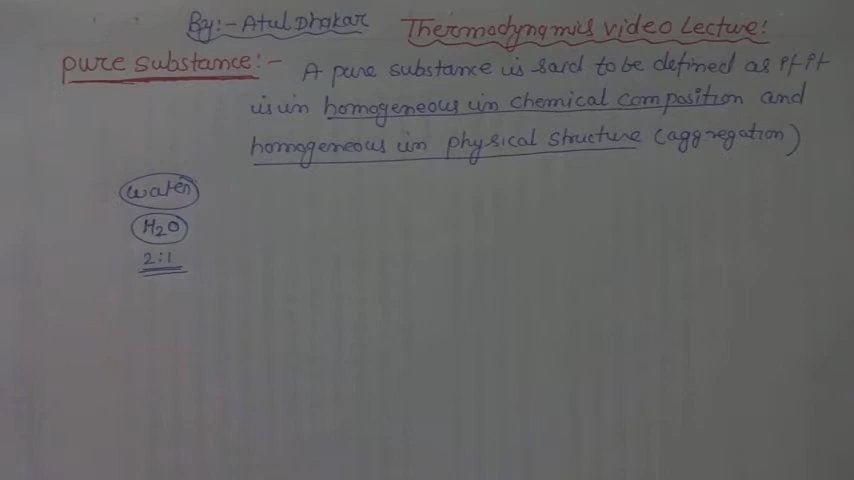 By:- Atul Dhakar Thermodynamics video Lecture:
pure substance:- A pure substance is said to be defined as if it
is in homogeneous in chemical composition and
homogeneous in physical structure (aggregation)
water
H2O
2:1